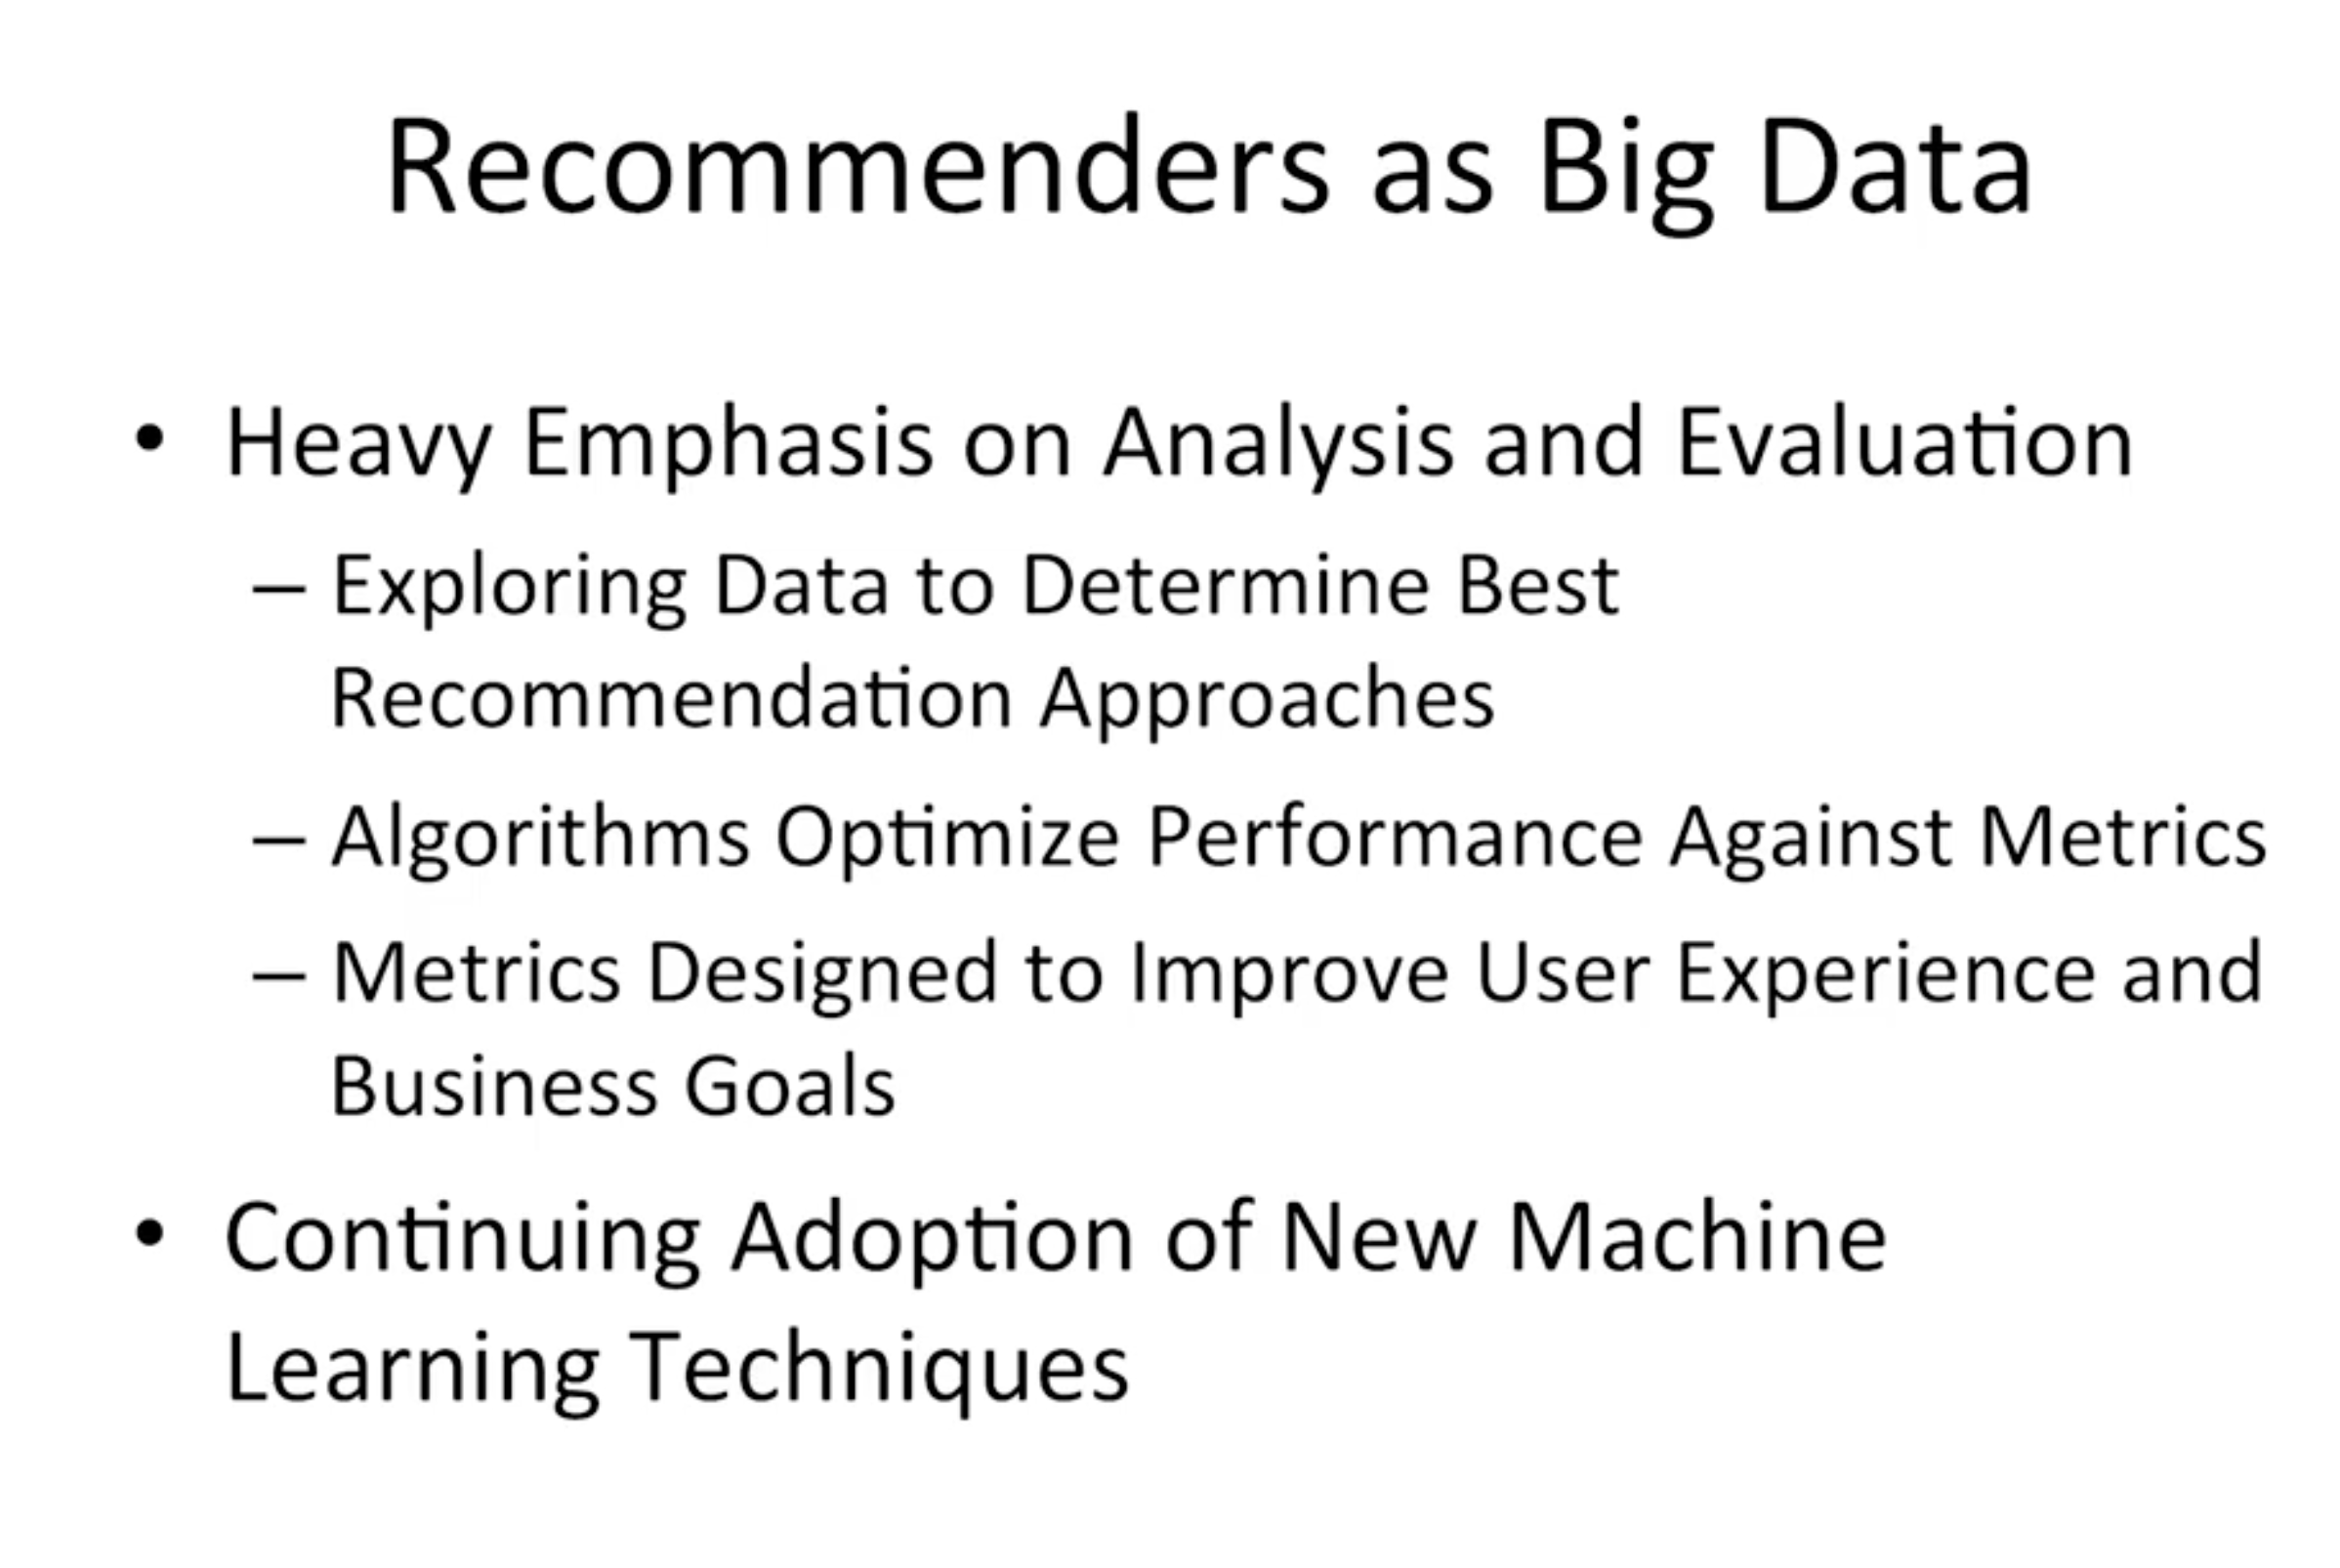 Recommenders as Big Data
• Heavy Emphasis on Analysis and Evaluation
– Exploring Data to Determine Best
Recommendation Approaches
– Algorithms Optimize Performance Against Metrics
– Metrics Designed to Improve User Experience and
Business Goals
• Continuing Adoption of New Machine
Learning Techniques